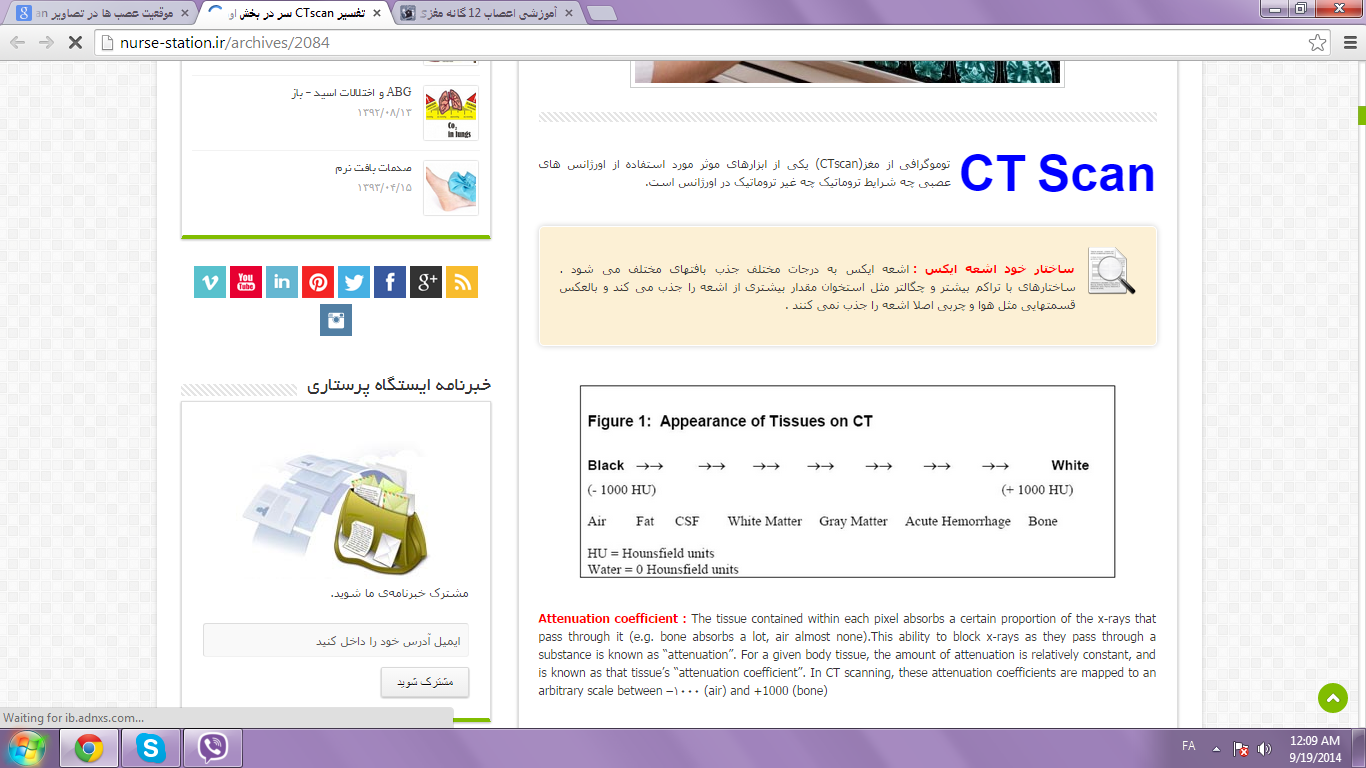 موقعیت عصب ها در تصاویر an
تفسیر CTscan سر در بخش او
آموزشی اعصاب 12 گانه مغزی
nurse-station.ir/archives/2084
ABG و اختلالات اسید – باز
۱۳۹۲/۰۸/۱۳
Co₂
in lungs
صدمات بافت نرم
۱۳۹۳/۰۴/۱۵
You
Tube
خبرنامه ایستگاه پرستاری
مشترک خبرنامه‌ی ما شوید.
ایمیل آدرس خود را داخل کنید
مشترک شوید
CT Scan
توموگرافی از مغز(CTscan) یکی از ابزارهای موثر مورد استفاده از اورژانس های
عصبی چه شرایط تروماتیک چه غیر تروماتیک در اورژانس است.
ساختار خود اشعه ایکس : اشعه ایکس به درجات مختلف جذب بافتهای مختلف می شود .
ساختارهای با تراکم بیشتر و چگالتر مثل استخوان مقدار بیشتری از اشعه را جذب می کند و بالعکس
قسمتهایی مثل هوا و چربی اصلا اشعه را جذب نمی کنند .
Figure 1: Appearance of Tissues on CT
Black →→ →→ →→ →→ →→ →→ →→ White
(- 1000 HU) (+ 1000 HU)
Air Fat CSF White Matter Gray Matter Acute Hemorrhage Bone
HU = Hounsfield units
Water = 0 Hounsfield units
Attenuation coefficient : The tissue contained within each pixel absorbs a certain proportion of the x-rays that
pass through it (e.g. bone absorbs a lot, air almost none).This ability to block x-rays as they pass through a
substance is known as “attenuation”. For a given body tissue, the amount of attenuation is relatively constant, and
is known as that tissue’s “attenuation coefficient”. In CT scanning, these attenuation coefficients are mapped to an
arbitrary scale between –۱۰۰۰ (air) and +1000 (bone)
Waiting for ib.adnxs.com...
FA
12:09 AM
9/19/2014